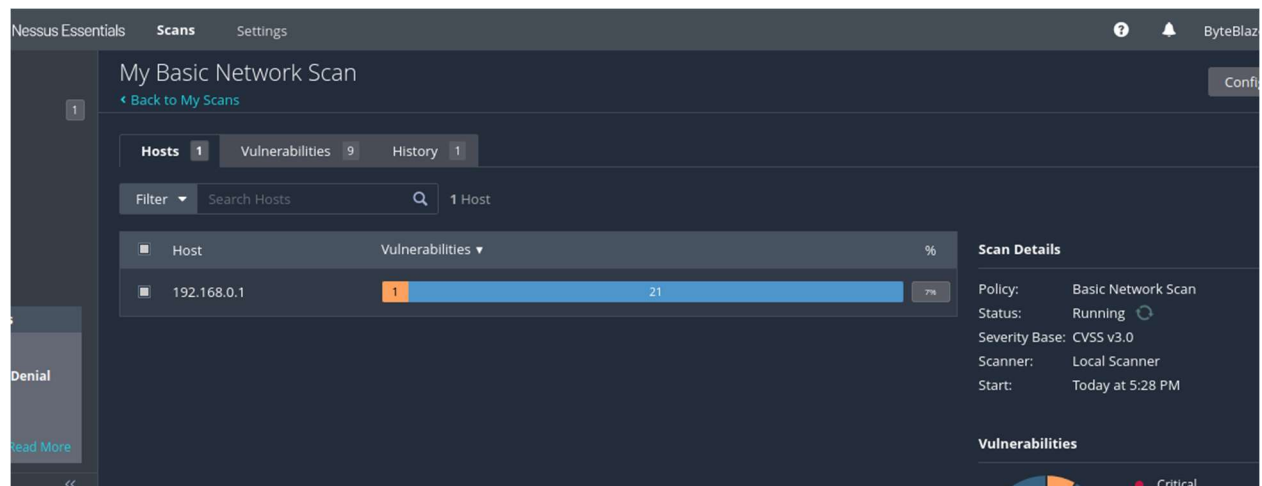 Nessus Essentials Scans Settings ByteBlaz
My Basic Network Scan
Back to My Scans
Confi
1
Hosts 1 Vulnerabilities 9 History 1
Filter Search Hosts 1 Host
Host Vulnerabilities % 
192.168.0.1 1 21 7%
Scan Details
Policy: Basic Network Scan
Status: Running
Severity Base: CVSS v3.0
Scanner: Local Scanner
Start: Today at 5:28 PM
Vulnerabilities
Critical
s
Denial
Read More